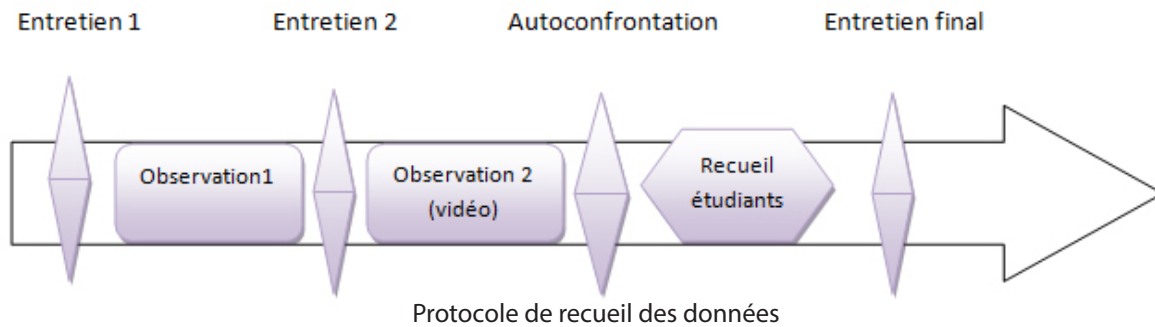 Entretien 1
Entretien 2
Autoconfrontation
Entretien final
Observation1
Observation 2
(vidéo)
Recueil
étudiants
Protocole de recueil des données